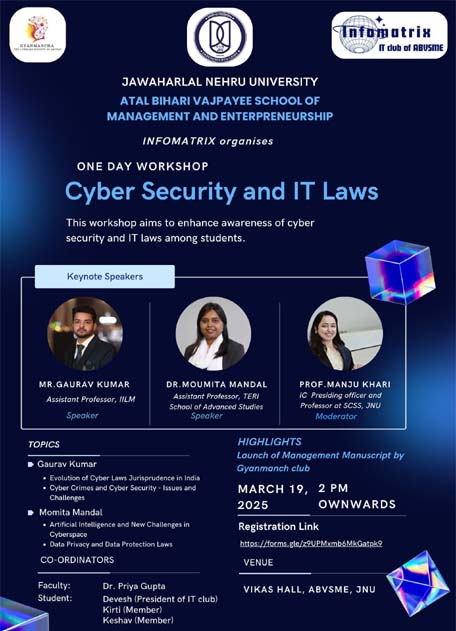 GYANMANCHA
Infomatrix
IT club of ABVSME
JAWAHARLAL NEHRU UNIVERSITY
ATAL BIHARI VAJPAYEE SCHOOL OF
MANAGEMENT AND ENTERPRENEURSHIP
INFOMATRIX organises
ONE DAY WORKSHOP
Cyber Security and IT Laws
This workshop aims to enhance awareness of cyber
security and IT laws among students.
Keynote Speakers
MR.GAURAV KUMAR
Assistant Professor, IILM
Speaker
DR.MOUMITA MANDAL
Assistant Professor, TERI
School of Advanced Studies
Speaker
PROF.MANJU KHARI
IC Presiding officer and
Professor at SCSS, JNU
Moderator
TOPICS
Gaurav Kumar
Evolution of Cyber Laws Jurisprudence in India
Cyber Crimes and Cyber Security - Issues and
Challenges
Momita Mandal
Artificial Intelligence and New Challenges in
Cyberspace
Data Privacy and Data Protection Laws
CO-ORDINATORS
Faculty: Dr. Priya Gupta
Student: Devesh (President of IT club)
Kirti (Member)
Keshav (Member)
HIGHLIGHTS
Launch of Management Manuscript by
Gyanmanch club
MARCH 19, 2025
2 PM OWNWARDS
Registration Link
https://forms.gle/z9UPMxmb6MkGatpk9
VENUE
VIKAS HALL, ABVSME, JNU